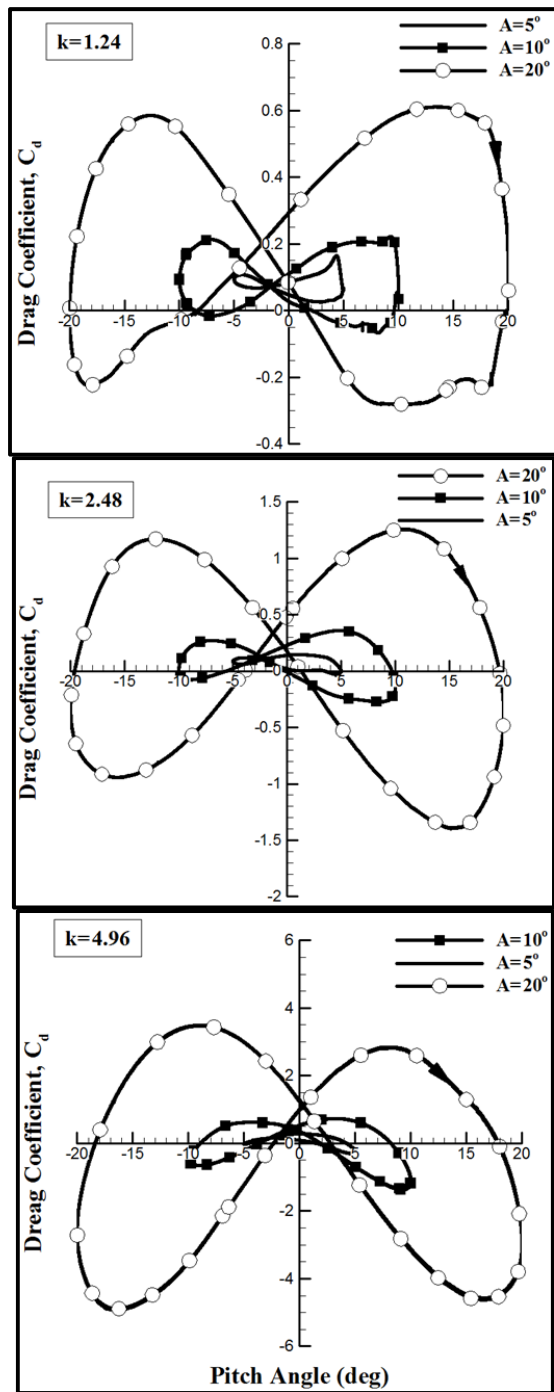 k=1.24
A=5°
A=10°
A=20°
Drag Coefficient, C_d
0.8
0.6
0.4
0.2
0
-0.2
-0.4
-20 -15 -10 -5 0 5 10 15 20
k=2.48
A=20°
A=10°
A=5°
Drag Coefficient, C_d
1.5
1
0.5
0
-0.5
-1
-1.5
-2
-20 -15 -10 -5 0 5 10 15 20
k=4.96
A=10°
A=5°
A=20°
Dreag Coefficient, C_d
6
4
2
0
-2
-4
-6
-20 -15 -10 -5 0 5 10 15 20
Pitch Angle (deg)